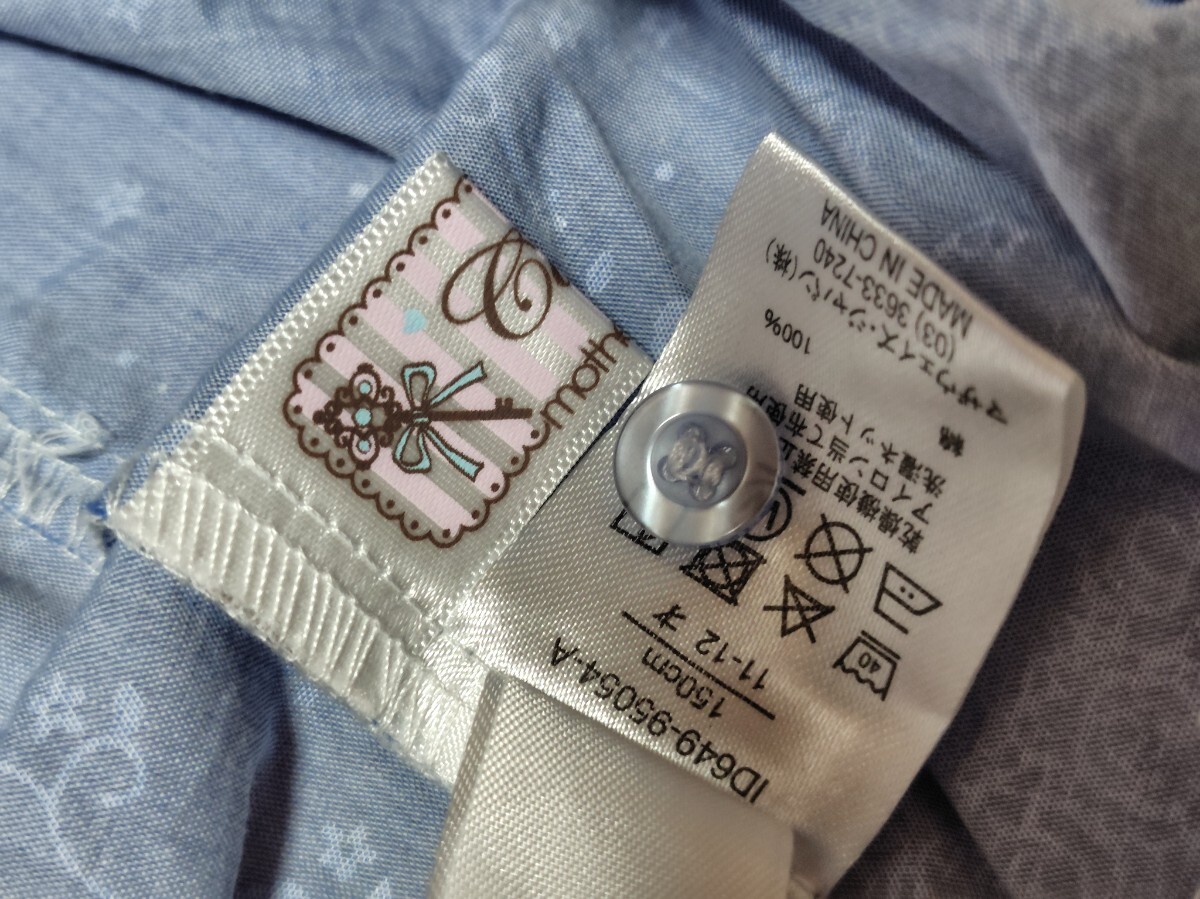 moth
ID649-95054-A
150cm
11-12 才
40
乾燥機使用禁止
アイロン当て布使用
洗濯ネット使用
綿 100%
マザウェイズ・ジャパン(株)
(03) 3633-7240
MADE IN CHINA